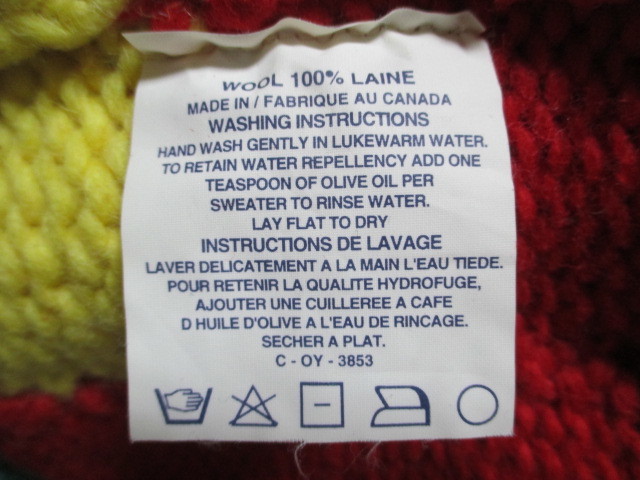 WOOL 100% LAINE
MADE IN / FABRIQUE AU CANADA
WASHING INSTRUCTIONS
HAND WASH GENTLY IN LUKEWARM WATER.
TO RETAIN WATER REPELLENCY ADD ONE
TEASPOON OF OLIVE OIL PER
SWEATER TO RINSE WATER.
LAY FLAT TO DRY
INSTRUCTIONS DE LAVAGE
LAVER DELICATEMENT A LA MAIN L'EAU TIEDE.
POUR RETENIR LA QUALITE HYDROFUGE,
AJOUTER UNE CUILLEREE A CAFE
D HUILE D'OLIVE A L'EAU DE RINCAGE.
SECHER A PLAT.
C - OY - 3853